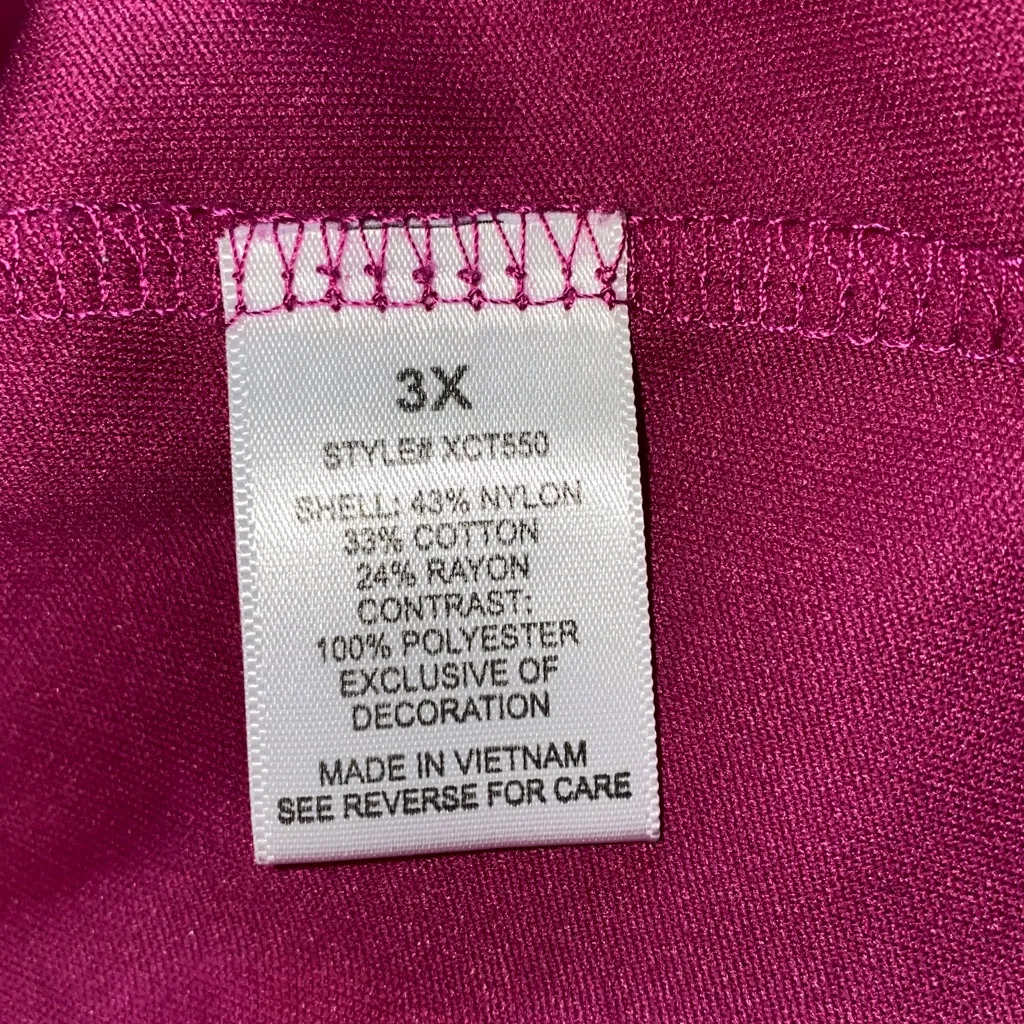 3X
STYLE# XCT550
SHELL: 43% NYLON
33% COTTON
24% RAYON
CONTRAST:
100% POLYESTER
EXCLUSIVE OF
DECORATION
MADE IN VIETNAM
SEE REVERSE FOR CARE